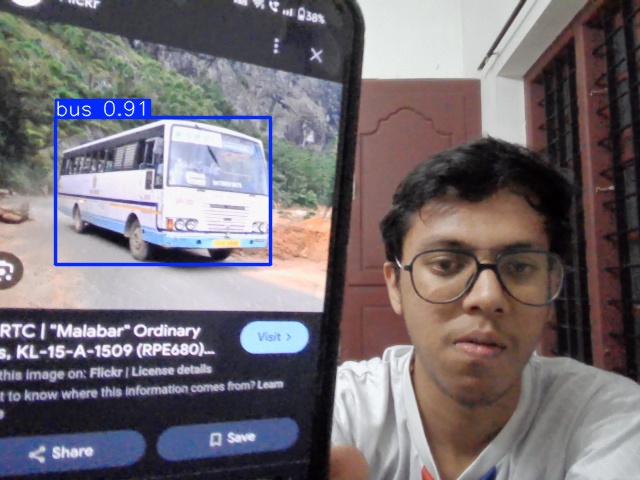 Flickr
38%
bus 0.91
RTC | "Malabar" Ordinary
s, KL-15-A-1509 (RPE680)...
Visit >
this image on: Flickr | License details
t to know where this information comes from? Learn
e
Share
Save